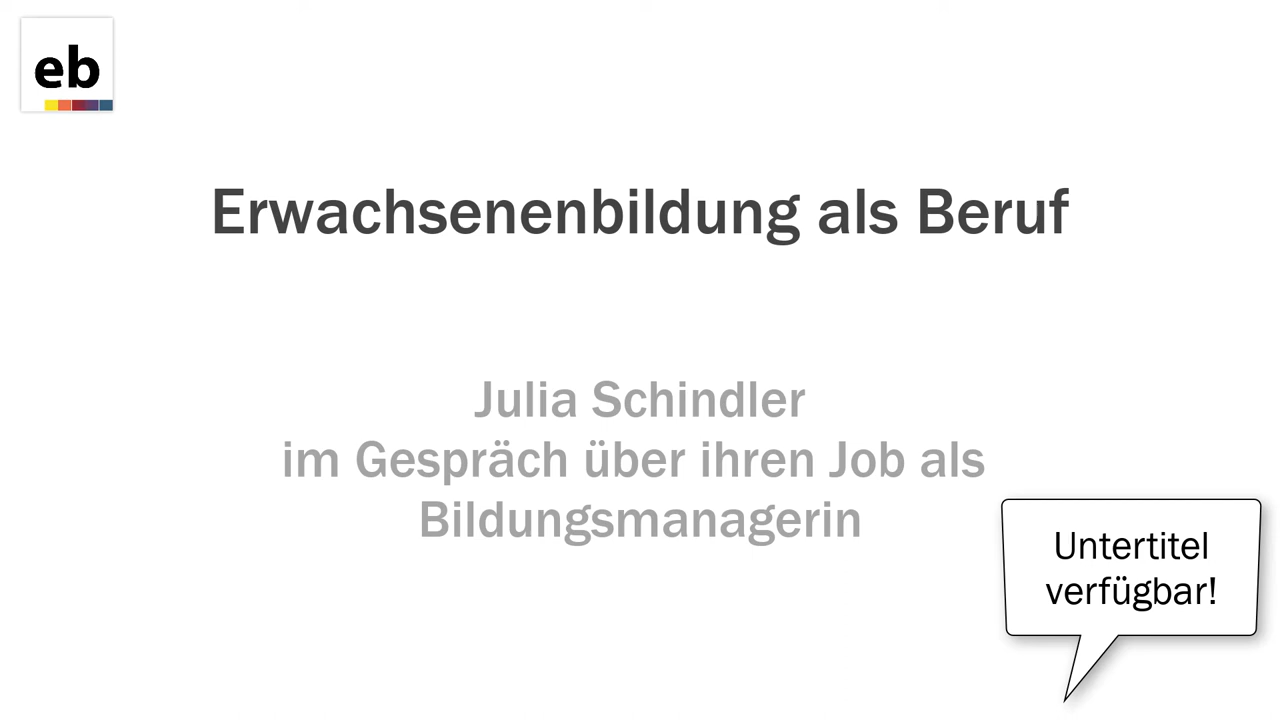 eb
Erwachsenenbildung als Beruf
Julia Schindler
im Gespräch über ihren Job als
Bildungsmanagerin
Untertitel
verfügbar!